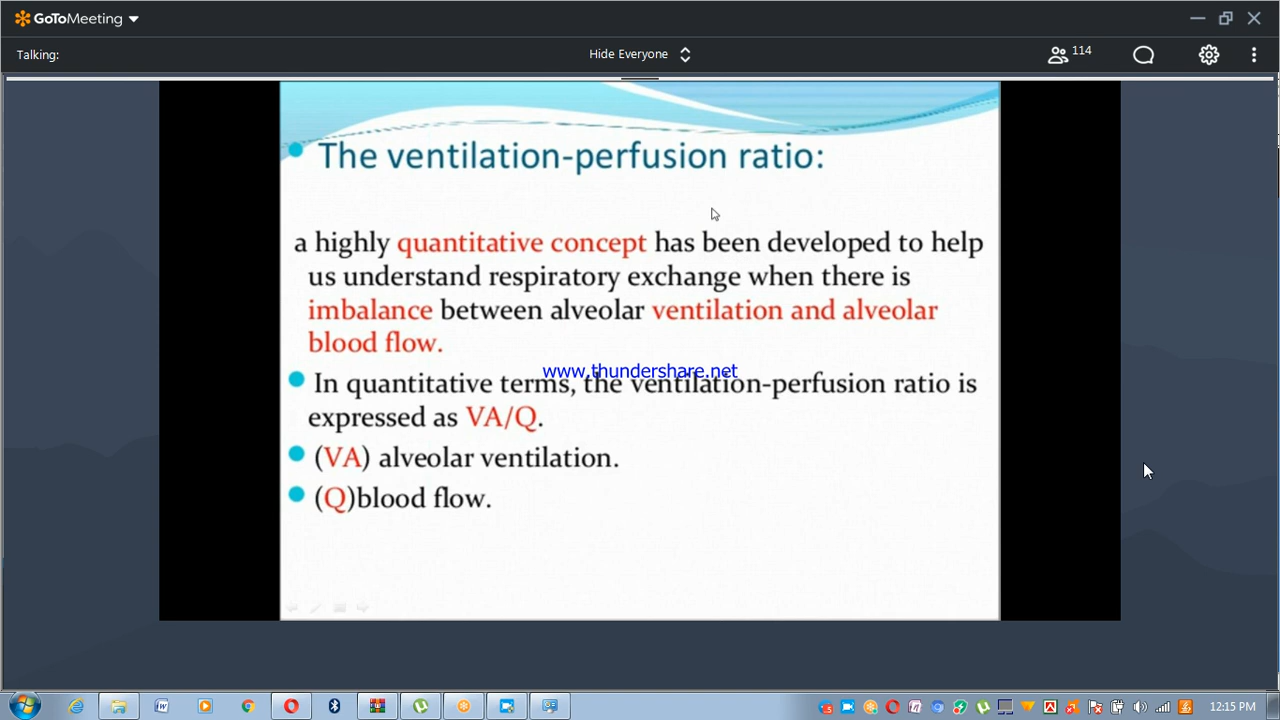 GoToMeeting
Talking:
Hide Everyone
114
The ventilation-perfusion ratio:
a highly quantitative concept has been developed to help
us understand respiratory exchange when there is
imbalance between alveolar ventilation and alveolar
blood flow.
www.thundershare.net
In quantitative terms, the ventilation-perfusion ratio is
expressed as VA/Q.
(VA) alveolar ventilation.
(Q)blood flow.
12:15 PM